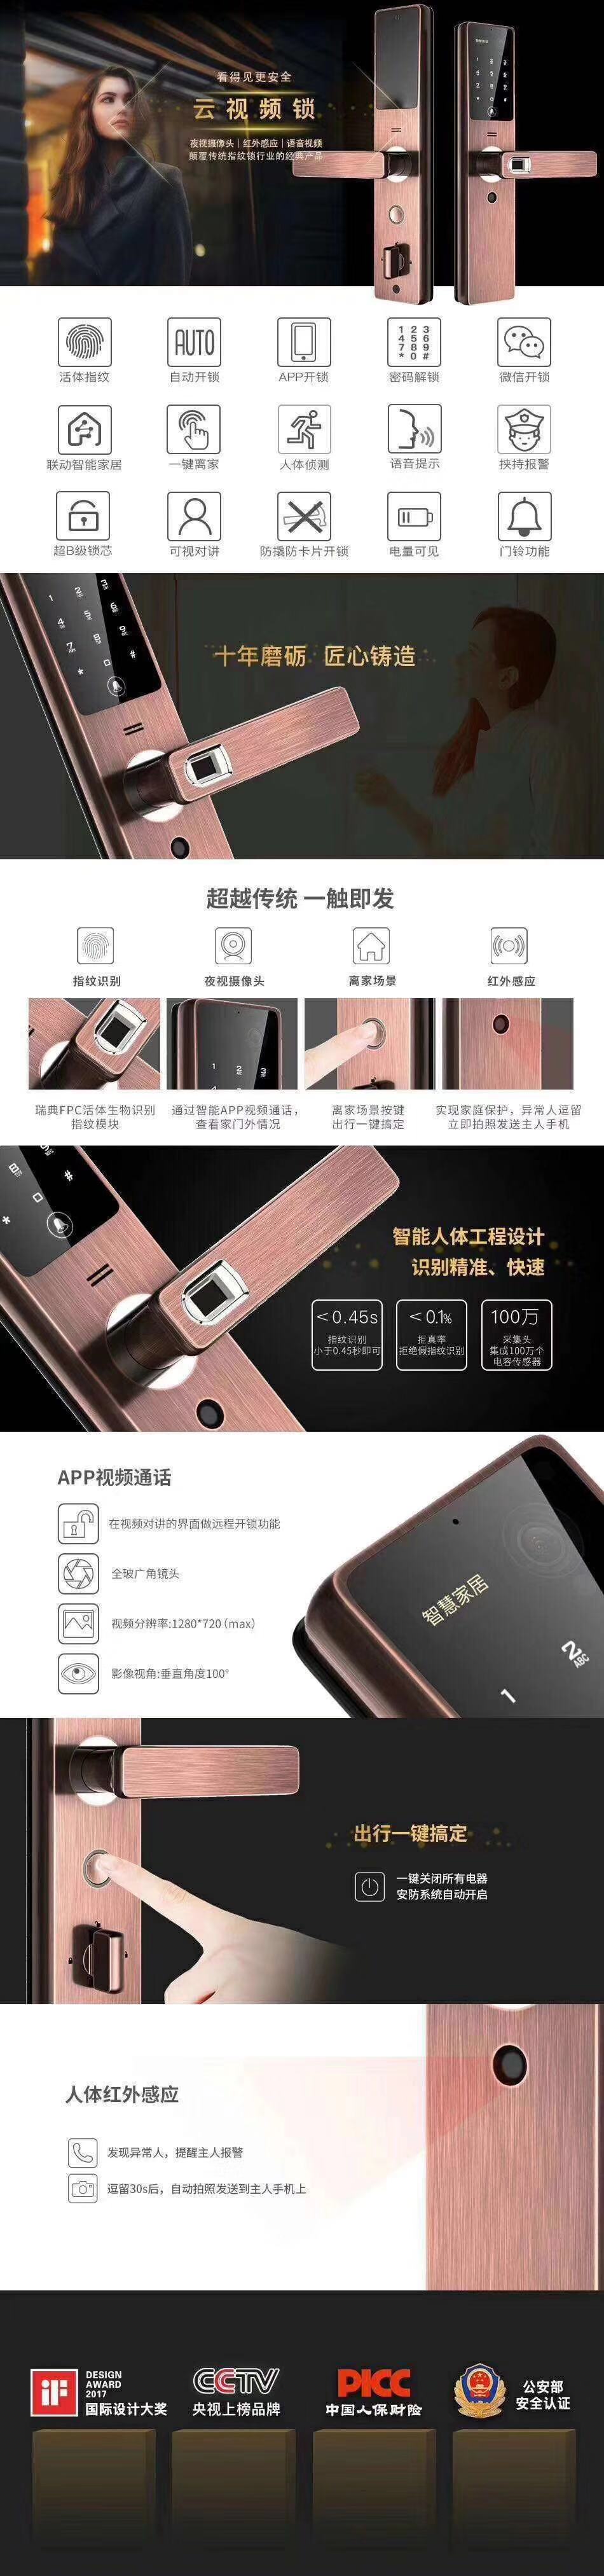 看得见更安全
云视频锁
夜视摄像头 | 红外感应 | 语音视频
颠覆传统指纹锁行业的经典产品
智慧家居
AUTO
1 2 3
4 5 6
7 8 9
* 0 #
活体指纹
自动开锁
APP开锁
密码解锁
微信开锁
联动智能家居
一键离家
人体侦测
语音提示
挟持报警
超B级锁芯
可视对讲
防撬防卡片开锁
电量可见
门铃功能
十年磨砺 匠心铸造
超越传统 一触即发
指纹识别
夜视摄像头
离家场景
红外感应
瑞典FPC活体生物识别
指纹模块
通过智能APP视频通话，
查看家门外情况
离家场景按键
出行一键搞定
实现家庭保护，异常人逗留
立即拍照发送主人手机
智能人体工程设计
识别精准、快速
<0.45s
指纹识别
小于0.45秒即可
<0.1%
拒真率
拒绝假指纹识别
100万
采集头
集成100万个
电容传感器
APP视频通话
在视频对讲的界面做远程开锁功能
全玻广角镜头
视频分辨率:1280*720（max）
影像视角:垂直角度100°
智慧家居
1
2 ABC
出行一键搞定
一键关闭所有电器
安防系统自动开启
人体红外感应
发现异常人，提醒主人报警
逗留30s后，自动拍照发送到主人手机上
iF
DESIGN
AWARD
2017
国际设计大奖
CCTV
央视上榜品牌
PICC
中国人保财险
公安部
安全认证